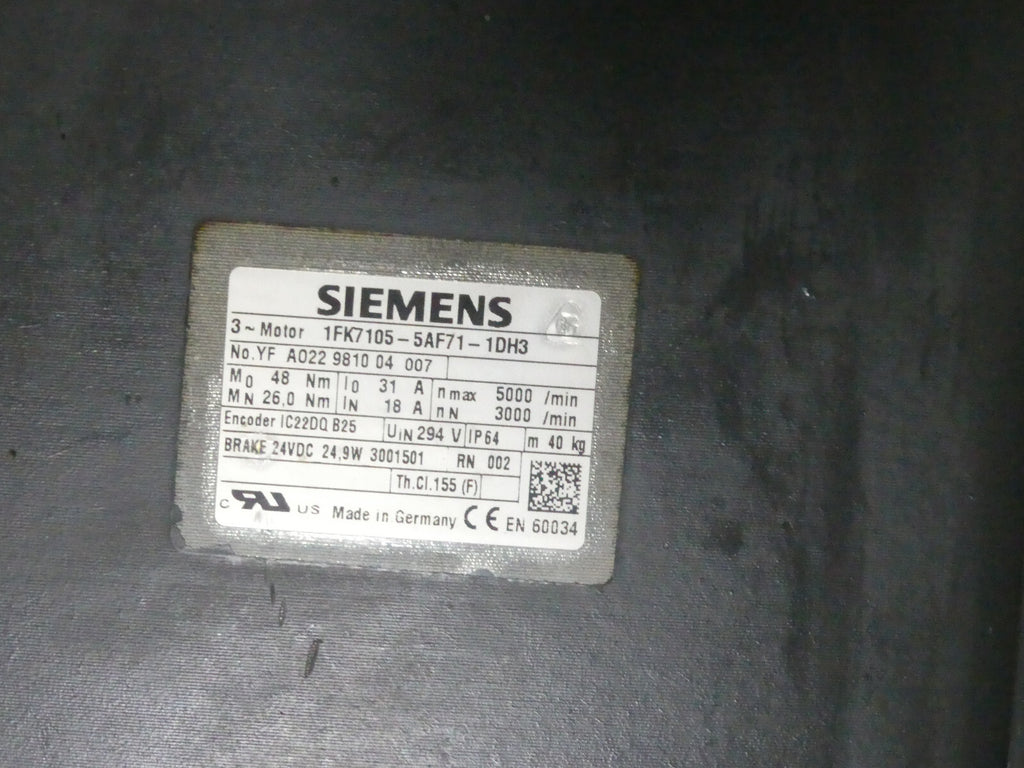 SIEMENS
3~Motor 1FK7105-5AF71-1DH3
No.YF A022 9810 04 007
M0 48 Nm I0 31 A n max 5000 /min
MN 26,0 Nm IN 18 A n N 3000 /min
Encoder IC22DQ B25 UIN 294 V IP64 m 40 kg
BRAKE 24VDC 24,9W 3001501 RN 002
Th.Cl.155 (F)
c RU US Made in Germany CE EN 60034